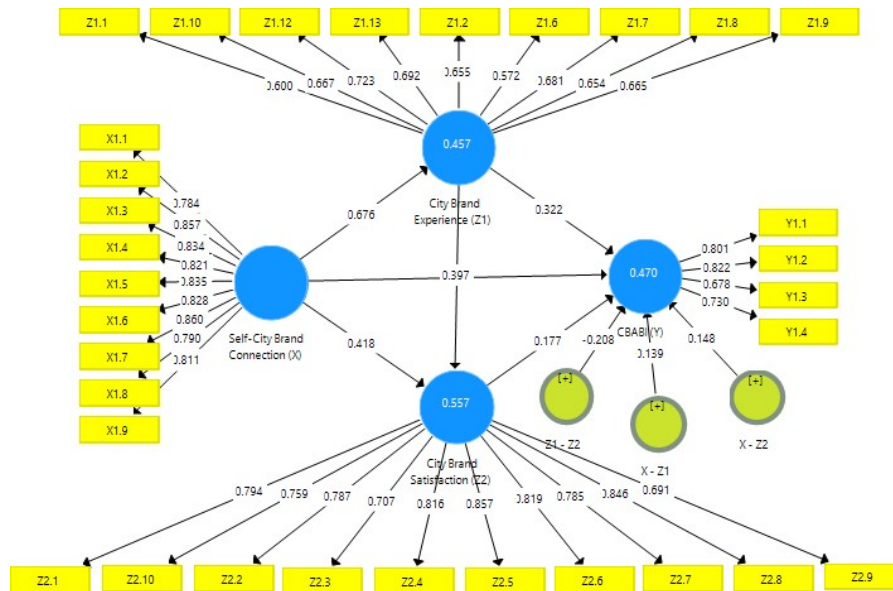 Z1.1 Z1.10 Z1.12 Z1.13 Z1.2 Z1.6 Z1.7 Z1.8 Z1.9
0.600 0.667 0.723 0.692 0.655 0.572 0.681 0.654 0.665
0.457
City Brand
Experience (Z1)
X1.1
X1.2
X1.3
X1.4
X1.5
X1.6
X1.7
X1.8
X1.9
0.784
0.857
0.834
0.821
0.835
0.828
0.860
0.790
0.811
Self-City Brand
Connection (X)
0.676
0.322
0.397
0.418
0.177
0.470
CBABI (Y)
0.801
0.822
0.678
0.730
Y1.1
Y1.2
Y1.3
Y1.4
-0.208
0.139
0.148
[+]
Z1 - Z2
[+]
X - Z1
[+]
X - Z2
0.557
City Brand
Satisfaction (Z2)
0.794 0.759 0.787 0.707 0.816 0.857 0.819 0.785 0.846 0.691
Z2.1 Z2.10 Z2.2 Z2.3 Z2.4 Z2.5 Z2.6 Z2.7 Z2.8 Z2.9